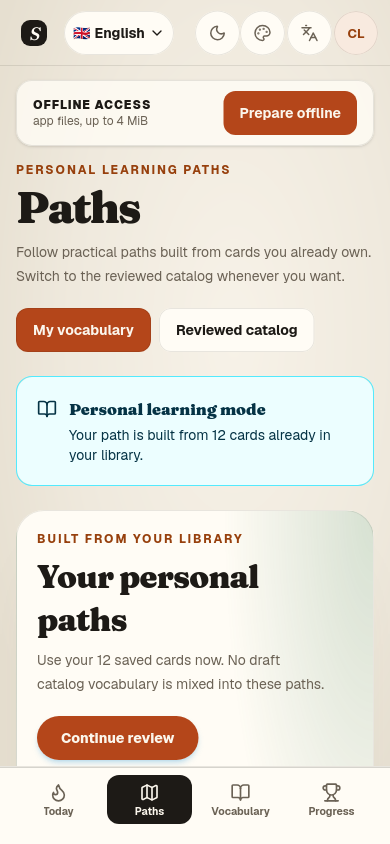 S
English
CL
OFFLINE ACCESS
app files, up to 4 MiB
Prepare offline
PERSONAL LEARNING PATHS
Paths
Follow practical paths built from cards you already own.
Switch to the reviewed catalog whenever you want.
My vocabulary
Reviewed catalog
Personal learning mode
Your path is built from 12 cards already in
your library.
BUILT FROM YOUR LIBRARY
Your personal
paths
Use your 12 saved cards now. No draft
catalog vocabulary is mixed into these paths.
Continue review
Today
Paths
Vocabulary
Progress